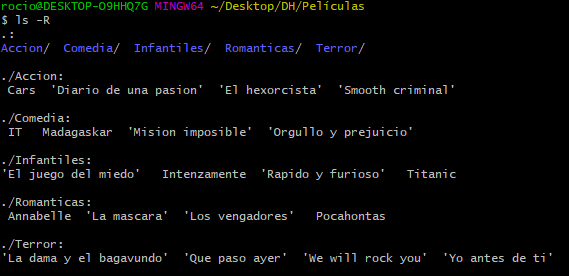 rocio@DESKTOP-O9HHQ7G MINGW64 ~/Desktop/DH/Películas
$ ls -R
.:
Accion/  Comedia/  Infantiles/  Romanticas/  Terror/

./Accion:
 Cars  'Diario de una pasion'  'El hexorcista'  'Smooth criminal'

./Comedia:
 IT   Madagaskar  'Mision imposible'  'Orgullo y prejuicio'

./Infantiles:
'El juego del miedo'   Intenzamente  'Rapido y furioso'   Titanic

./Romanticas:
 Annabelle  'La mascara'  'Los vengadores'   Pocahontas

./Terror:
'La dama y el bagavundo'  'Que paso ayer'  'We will rock you'  'Yo antes de ti'